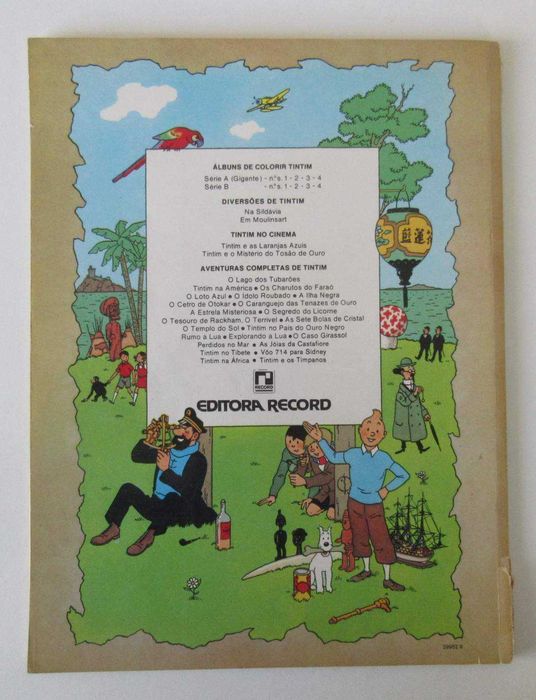 ÁLBUNS DE COLORIR TINTIM
Série A (Gigante) - nºs. 1 - 2 - 3 - 4
Série B - nºs. 1 - 2 - 3 - 4
DIVERSÕES DE TINTIM
Na Sildávia
Em Moulinsart
TINTIM NO CINEMA
Tintim e as Laranjas Azuis
Tintim e o Mistério do Tosão de Ouro
AVENTURAS COMPLETAS DE TINTIM
O Lago dos Tubarões
Tintim na América ● Os Charutos do Faraó
O Loto Azul ● O Ídolo Roubado ● A Ilha Negra
O Cetro de Otokar ● O Caranguejo das Tenazes de Ouro
A Estrela Misteriosa ● O Segredo do Licorne
O Tesouro de Rackham, O Terrível ● As Sete Bolas de Cristal
O Templo do Sol ● Tintim no País do Ouro Negro
Rumo à Lua ● Explorando a Lua ● O Caso Girassol
Perdidos no Mar ● As Jóias da Castafiore
Tintim no Tibete ● Vôo 714 para Sidney
Tintim na África ● Tintim e os Tímpanos
RECORD
EDITORA RECORD